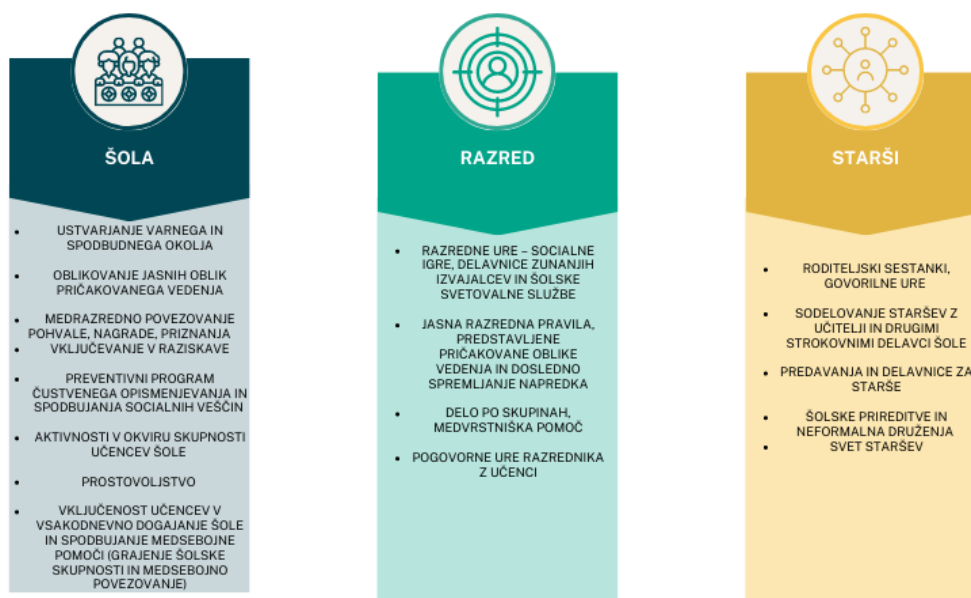 ŠOLA
• USTVARJANJE VARNEGA IN
SPODBUDNEGA OKOLJA
• OBLIKOVANJE JASNIH OBLIK
PRIČAKOVANEGA VEDENJA
• MEDRAZREDNO POVEZOVANJE
POHVALE, NAGRADE, PRIZNANJA
• VKLJUČEVANJE V RAZISKAVE
• PREVENTIVNI PROGRAM
ČUSTVENEGA OPISMENJEVANJA IN
SPODBUJANJA SOCIALNIH VEŠČIN
• AKTIVNOSTI V OKVIRU SKUPNOSTI
UČENCEV ŠOLE
• PROSTOVOLJSTVO
• VKLJUČENOST UČENCEV V
VSAKODNEVNO DOGAJANJE ŠOLE
IN SPODBUJANJE MEDSEBOJNE
POMOČI (GRAJENJE ŠOLSKE
SKUPNOSTI IN MEDSEBOJNO
POVEZOVANJE)
RAZRED
• RAZREDNE URE – SOCIALNE
IGRE, DELAVNICE ZUNANJIH
IZVAJALCEV IN ŠOLSKE
SVETOVALNE SLUŽBE
• JASNA RAZREDNA PRAVILA,
PREDSTAVLJENE
PRIČAKOVANE OBLIKE
VEDENJA IN DOSLEDNO
SPREMLJANJE NAPREDKA
• DELO PO SKUPINAH,
MEDVRSTNIŠKA POMOČ
• POGOVORNE URE RAZREDNIKA
Z UČENCI
STARŠI
• RODITELJSKI SESTANKI,
GOVORILNE URE
• SODELOVANJE STARŠEV Z
UČITELJI IN DRUGIMI
STROKOVNIMI DELAVCI ŠOLE
• PREDAVANJA IN DELAVNICE ZA
STARŠE
• ŠOLSKE PRIREDITVE IN
NEFORMALNA DRUŽENJA
• SVET STARŠEV